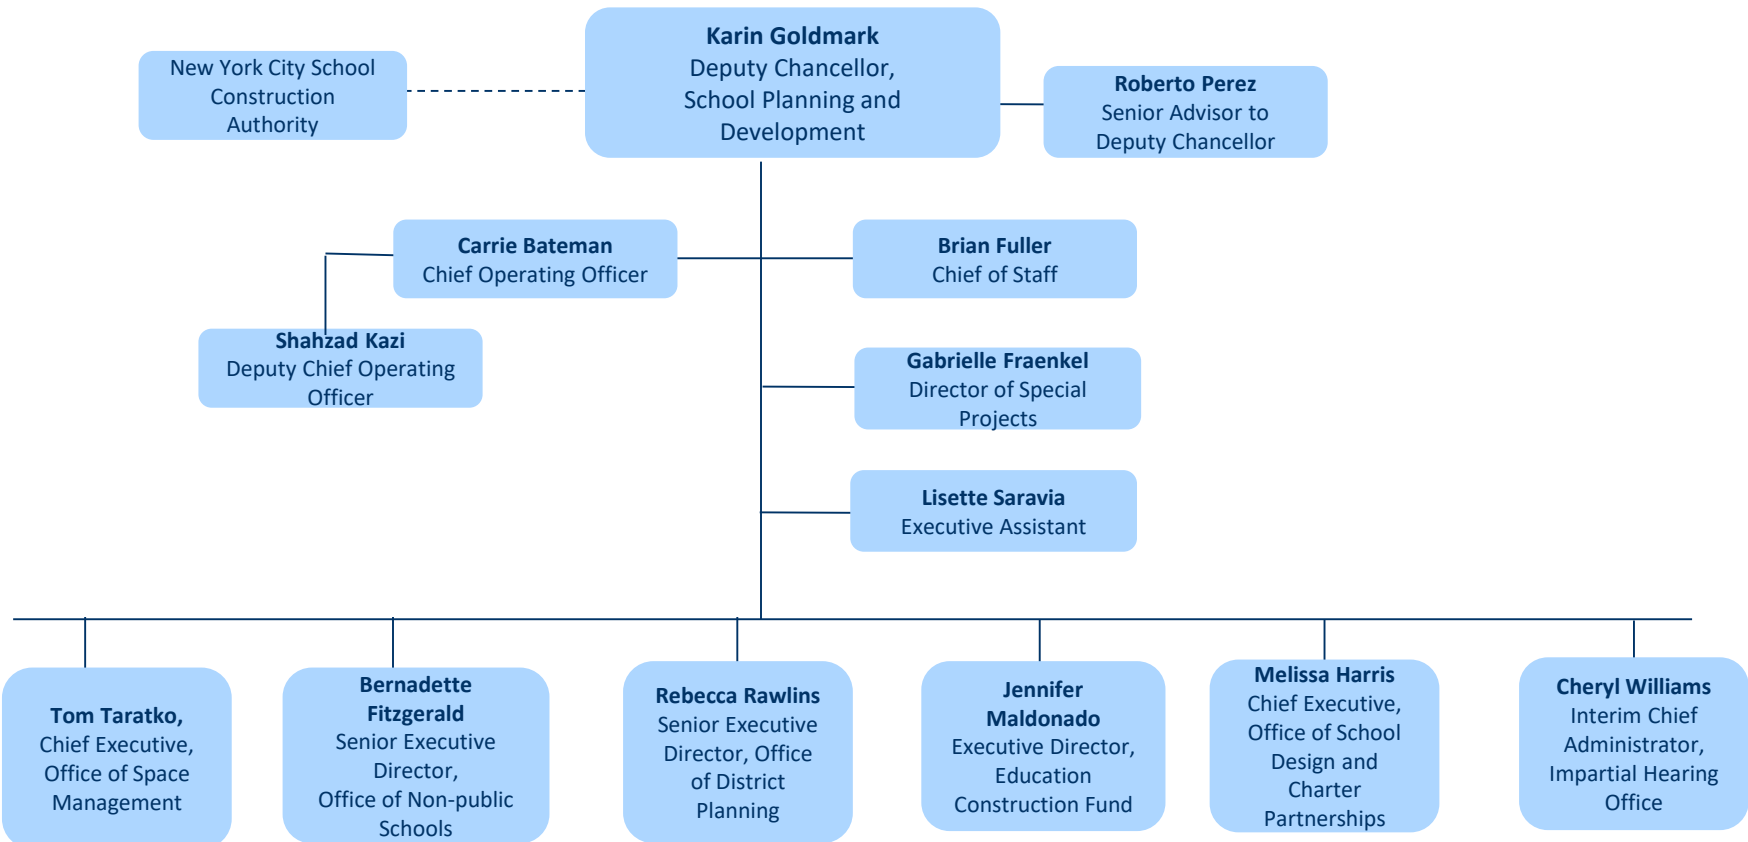 Karin Goldmark
Deputy Chancellor,
School Planning and
Development
New York City School
Construction
Authority
Roberto Perez
Senior Advisor to
Deputy Chancellor
Carrie Bateman
Chief Operating Officer
Brian Fuller
Chief of Staff
Shahzad Kazi
Deputy Chief Operating
Officer
Gabrielle Fraenkel
Director of Special
Projects
Lisette Saravia
Executive Assistant
Tom Taratko,
Chief Executive,
Office of Space
Management
Bernadette
Fitzgerald
Senior Executive
Director,
Office of Non-public
Schools
Rebecca Rawlins
Senior Executive
Director, Office
of District
Planning
Jennifer
Maldonado
Executive Director,
Education
Construction Fund
Melissa Harris
Chief Executive,
Office of School
Design and
Charter
Partnerships
Cheryl Williams
Interim Chief
Administrator,
Impartial Hearing
Office